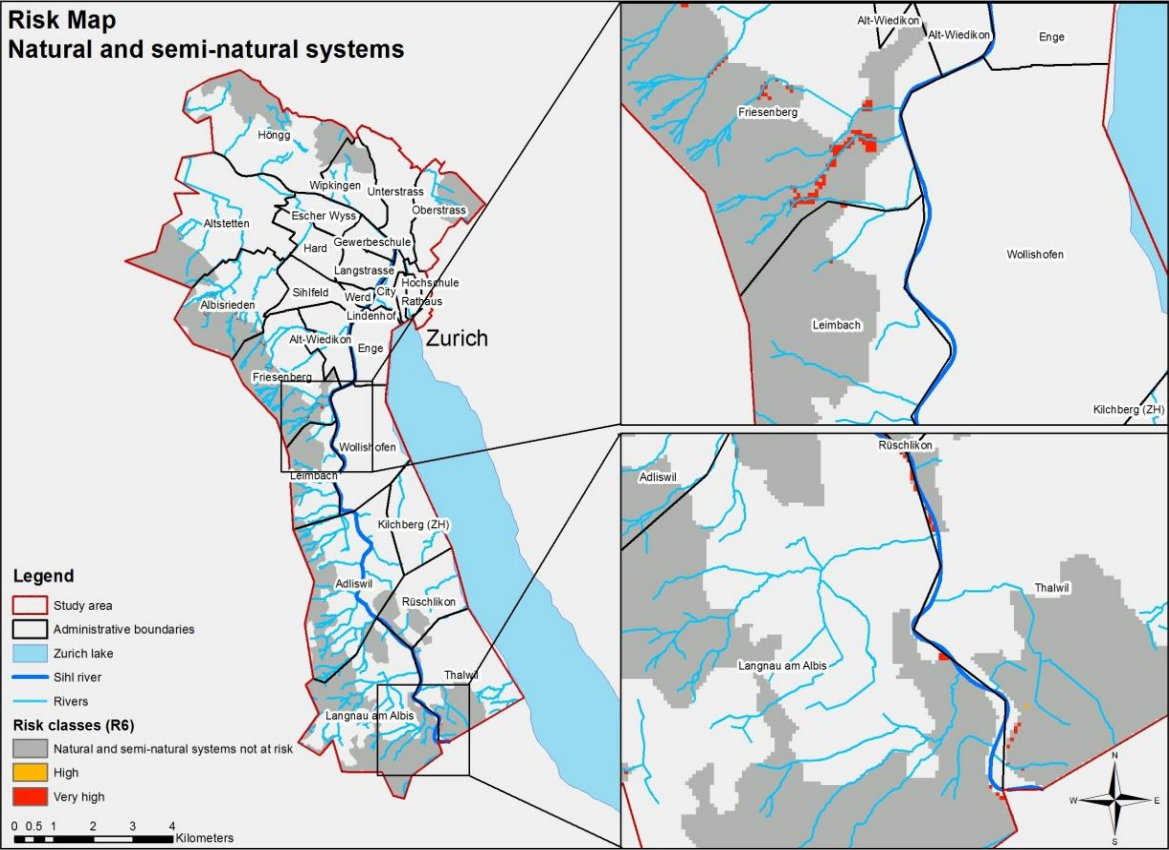 Risk Map
Natural and semi-natural systems
Höngg
Wipkingen
Unterstrass
Oberstrass
Escher Wyss
Altstetten
Gewerbeschule
Hard
Langstrasse
Hochschule
Sihlfeld
Werd
City
Rathaus
Albisrieden
Lindenhof
Alt-Wiedikon
Enge
Zurich
Friesenberg
Wollishofen
Leimbach
Kilchberg (ZH)
Adliswil
Rüschlikon
Thalwil
Langnau am Albis
Legend
Study area
Administrative boundaries
Zurich lake
Sihl river
Rivers
Risk classes (R6)
Natural and semi-natural systems not at risk
High
Very high
0 0.5 1 2 3 4
Kilometers
Alt-Wiedikon
Alt-Wiedikon
Enge
Friesenberg
Wollishofen
Leimbach
Kilchberg (ZH)
Rüschlikon
Adliswil
Thalwil
Langnau am Albis
N
W E
S